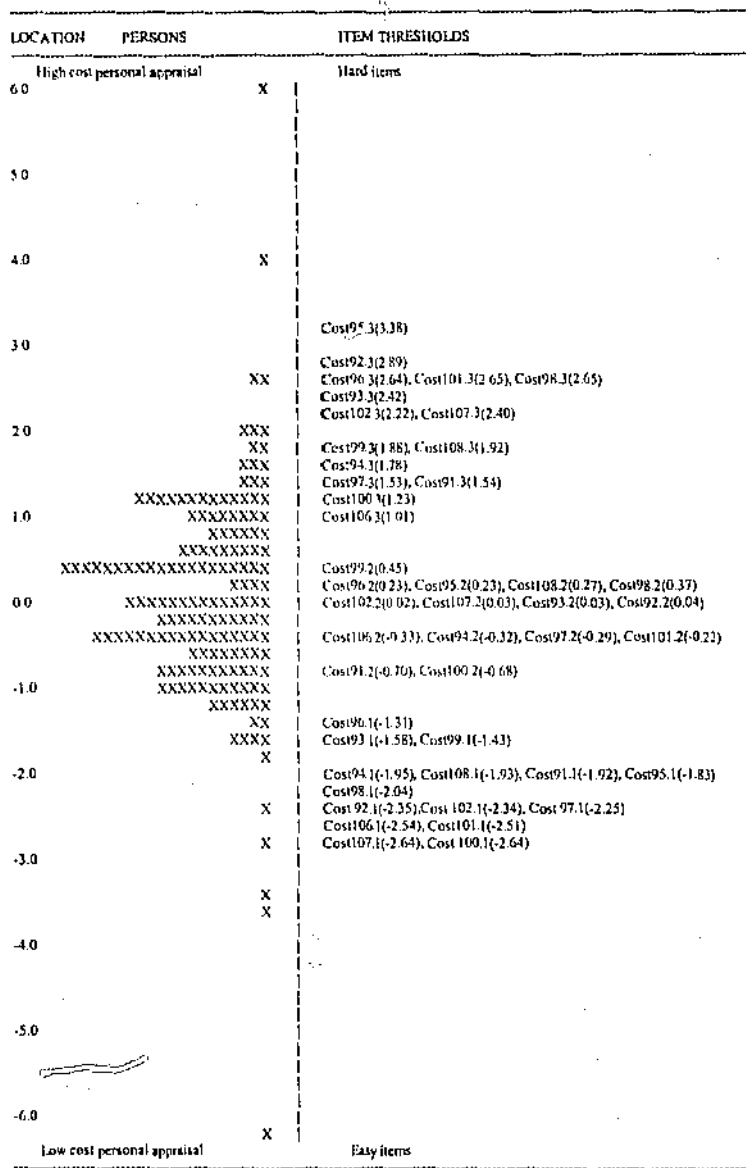 LOCATION PERSONS ITEM THRESHOLDS
High cost personal appraisal Hard items
6.0 X
5.0
4.0 X
Cost95.3(3.38)
3.0
Cost92.3(2.89)
XX Cost96.3(2.64), Cost101.3(2.65), Cost98.3(2.65)
Cost93.3(2.42)
Cost102.3(2.22), Cost107.3(2.40)
2.0 XXX
XX Cost99.3(1.88), Cost108.3(1.92)
XXX Cost94.3(1.78)
XXX Cost97.3(1.53), Cost91.3(1.54)
XXXXXXXXXXXXX Cost100.3(1.23)
1.0 XXXXXXXX Cost106.3(1.01)
XXXXXX
XXXXXXXXX
XXXXXXXXXXXXXXXXXXXX Cost99.2(0.45)
XXXX Cost96.2(0.23), Cost95.2(0.23), Cost108.2(0.27), Cost98.2(0.37)
0.0 XXXXXXXXXXXXXX Cost102.2(0.02), Cost107.2(0.03), Cost93.2(0.03), Cost92.2(0.04)
XXXXXXXXXXX
XXXXXXXXXXXXXXXXX Cost106.2(-0.33), Cost94.2(-0.32), Cost97.2(-0.29), Cost101.2(-0.22)
XXXXXXXX
XXXXXXXXXXX Cost91.2(-0.70), Cost100.2(-0.68)
-1.0 XXXXXXXXXXX
XXXXXX
XX Cost96.1(-1.31)
XXXX Cost93.1(-1.58), Cost99.1(-1.43)
X
-2.0 Cost94.1(-1.95), Cost108.1(-1.93), Cost91.1(-1.92), Cost95.1(-1.83)
Cost98.1(-2.04)
X Cost 92.1(-2.35),Cost 102.1(-2.34), Cost 97.1(-2.25)
Cost106.1(-2.54), Cost101.1(-2.51)
X Cost107.1(-2.64), Cost 100.1(-2.64)
-3.0
X
X
-4.0
-5.0
-6.0
X
Low cost personal appraisal Easy items